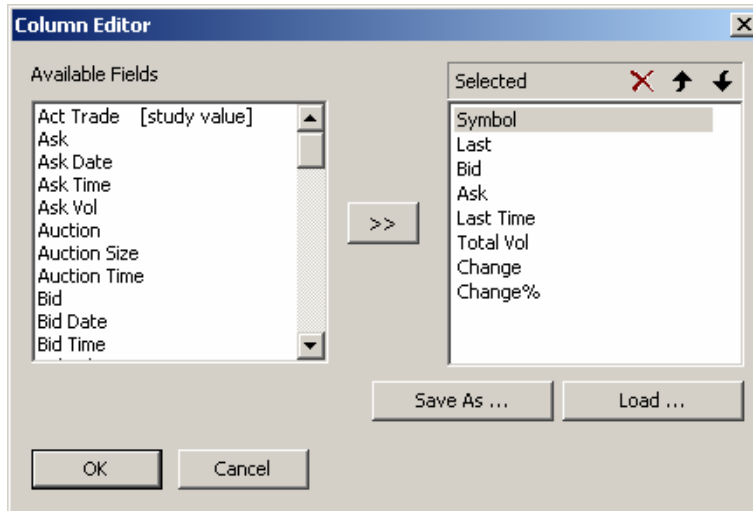 Column Editor
Available Fields
Act Trade [study value]
Ask
Ask Date
Ask Time
Ask Vol
Auction
Auction Size
Auction Time
Bid
Bid Date
Bid Time
>>
Selected
Symbol
Last
Bid
Ask
Last Time
Total Vol
Change
Change%
Save As ...
Load ...
OK
Cancel